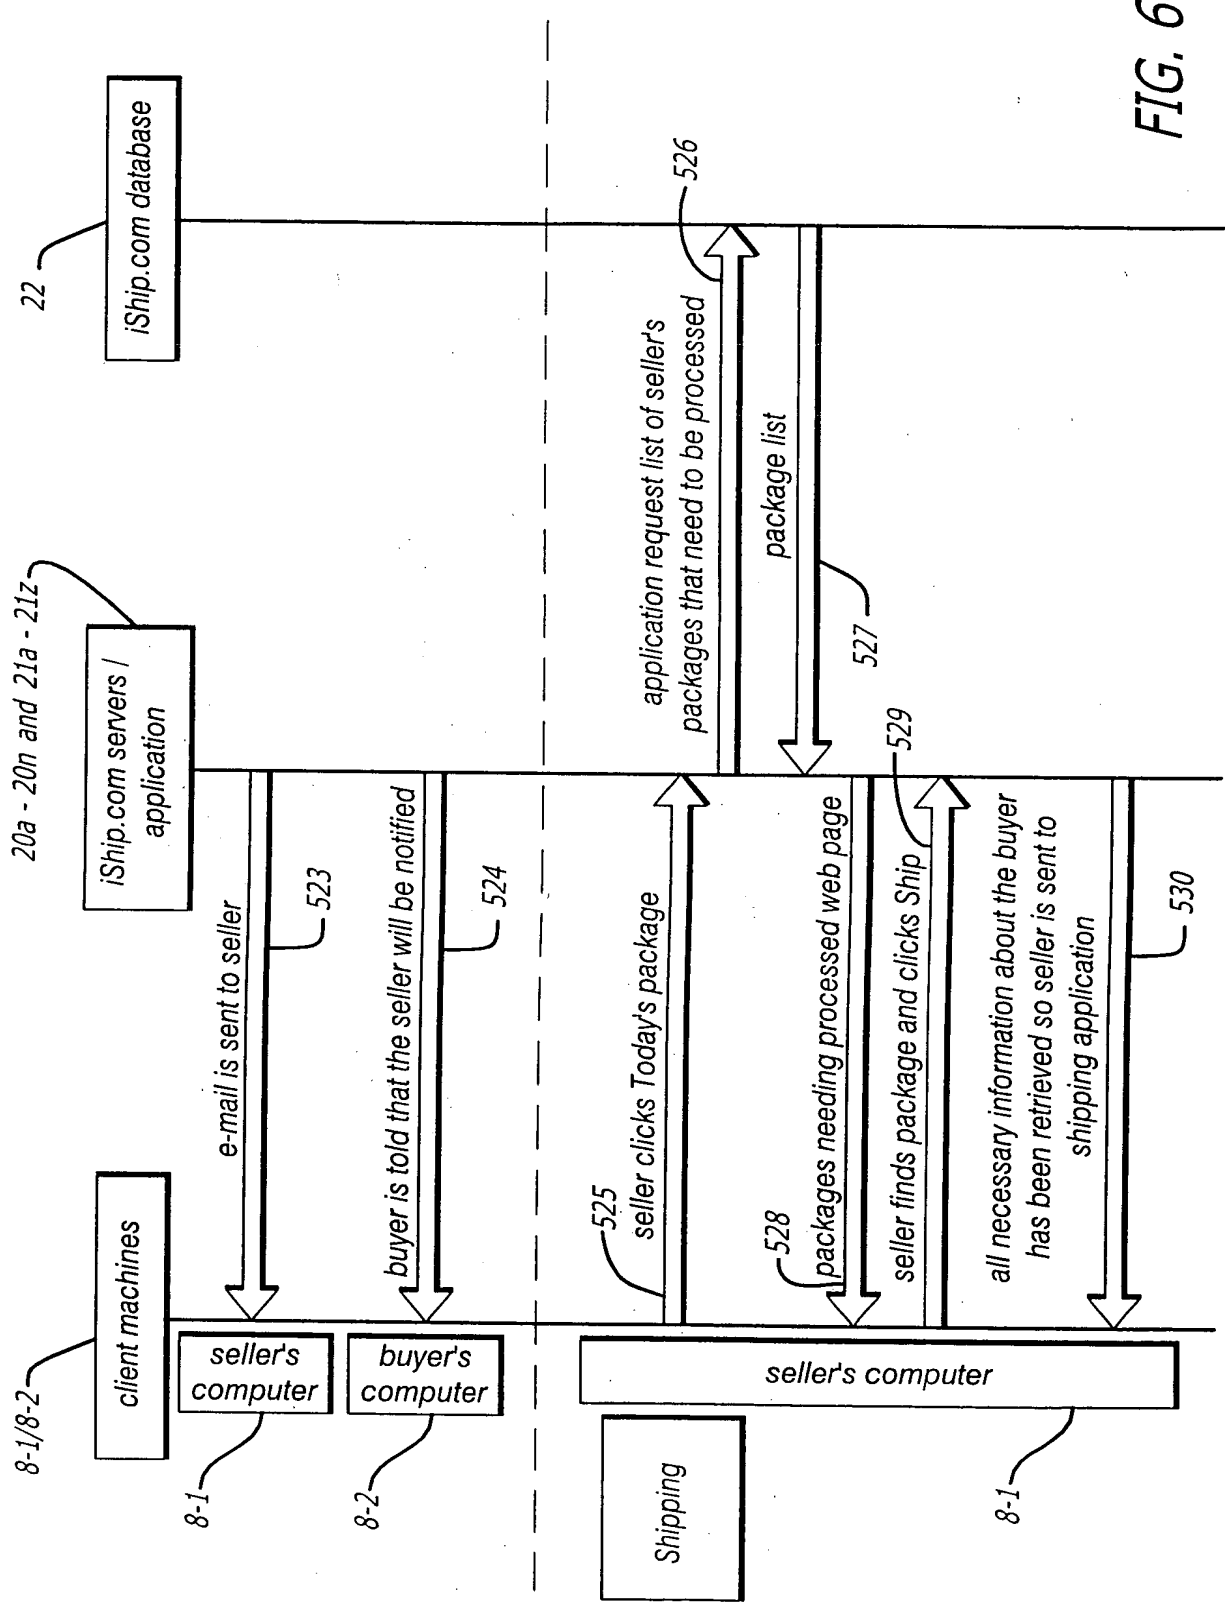 8-1/8-2
20a - 20n and 21a - 21z
22
client machines
iShip.com servers /
application
iShip.com database
8-1
seller's
computer
e-mail is sent to seller
523
8-2
buyer's
computer
buyer is told that the seller will be notified
524
Shipping
seller's computer
8-1
525
seller clicks Today's package
application request list of seller's
packages that need to be processed
526
package list
527
528
packages needing processed web page
seller finds package and clicks Ship
529
all necessary information about the buyer
has been retrieved so seller is sent to
shipping application
530
FIG. 6